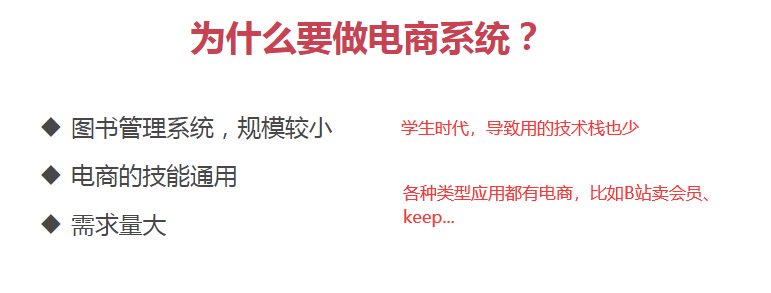 为什么要做电商系统？
◆ 图书管理系统，规模较小
学生时代，导致用的技术栈也少
◆ 电商的技能通用
各种类型应用都有电商，比如B站卖会员、
keep...
◆ 需求量大